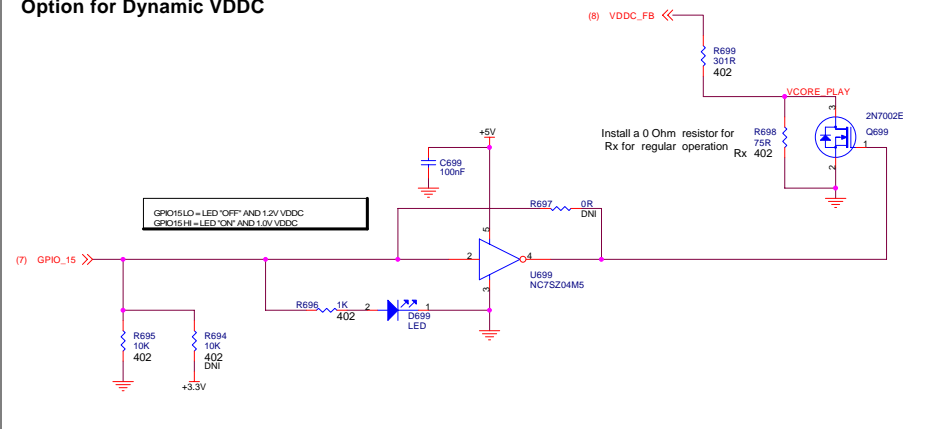 Option for Dynamic VDDC
(8) VDDC_FB
R699
301R
402
VCORE_PLAY
3
2N7002E
Q699
1
2
Install a 0 Ohm resistor for
Rx for regular operation
Rx
R698
75R
402
+5V
C699
100nF
GPIO15 LO = LED "OFF" AND 1.2V VDDC
GPIO15 HI = LED "ON" AND 1.0V VDDC
R697
0R
DNI
5
(7) GPIO_15
2
4
3
U699
NC7SZ04M5
R696
1K
402
2
1
D699
LED
R695
10K
402
R694
10K
402
DNI
+3.3V